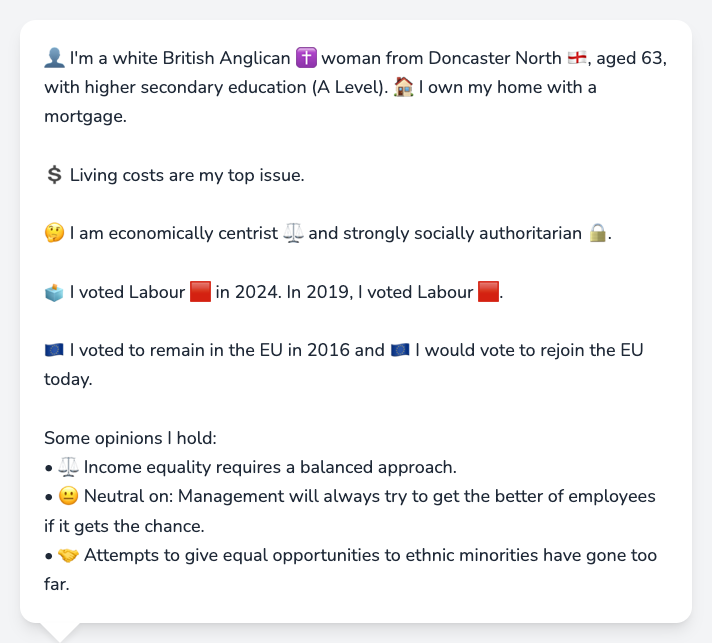 👤 I'm a white British Anglican ✝️ woman from Doncaster North 🏴󠁧󠁢󠁥󠁮󠁧󠁿, aged 63,
with higher secondary education (A Level). 🏠 I own my home with a
mortgage.
💲 Living costs are my top issue.
🤔 I am economically centrist ⚖️ and strongly socially authoritarian 🔒.
🗳️ I voted Labour 🟥 in 2024. In 2019, I voted Labour 🟥.
🇪🇺 I voted to remain in the EU in 2016 and 🇪🇺 I would vote to rejoin the EU
today.
Some opinions I hold:
• ⚖️ Income equality requires a balanced approach.
• 😐 Neutral on: Management will always try to get the better of employees
if it gets the chance.
• 🤝 Attempts to give equal opportunities to ethnic minorities have gone too
far.